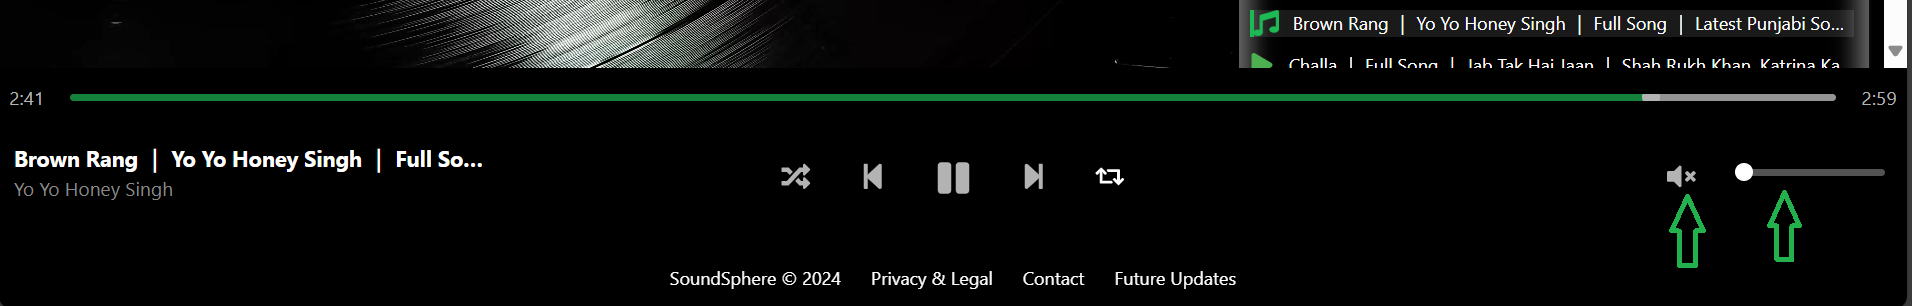 Brown Rang | Yo Yo Honey Singh | Full Song | Latest Punjabi So...
Challa | Full Song | Jab Tak Hai Jaan | Shah Rukh Khan, Katrina Ka
2:41
2:59
Brown Rang | Yo Yo Honey Singh | Full So...
Yo Yo Honey Singh
SoundSphere © 2024 Privacy & Legal Contact Future Updates